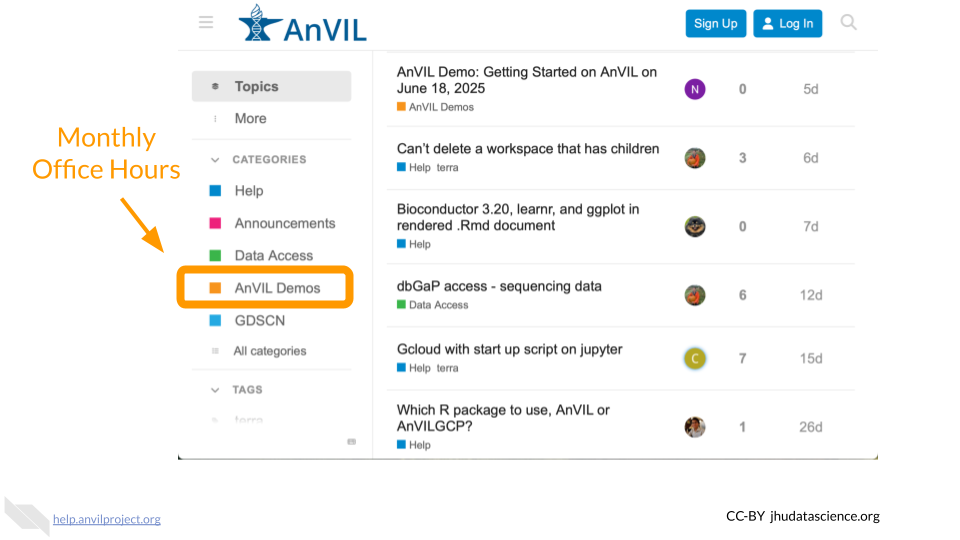 AnVIL
Sign Up
Log In
Monthly
Office Hours
Topics
More
CATEGORIES
Help
Announcements
Data Access
AnVIL Demos
GDSCN
All categories
TAGS
terra
AnVIL Demo: Getting Started on AnVIL on
June 18, 2025
AnVIL Demos
N
0
5d
Can't delete a workspace that has children
Help terra
3
6d
Bioconductor 3.20, learnr, and ggplot in
rendered .Rmd document
Help
0
7d
dbGaP access - sequencing data
Data Access
6
12d
Gcloud with start up script on jupyter
Help terra
C
7
15d
Which R package to use, AnVIL or
AnVILGCP?
Help
1
26d
help.anvilproject.org
CC-BY jhudatascience.org